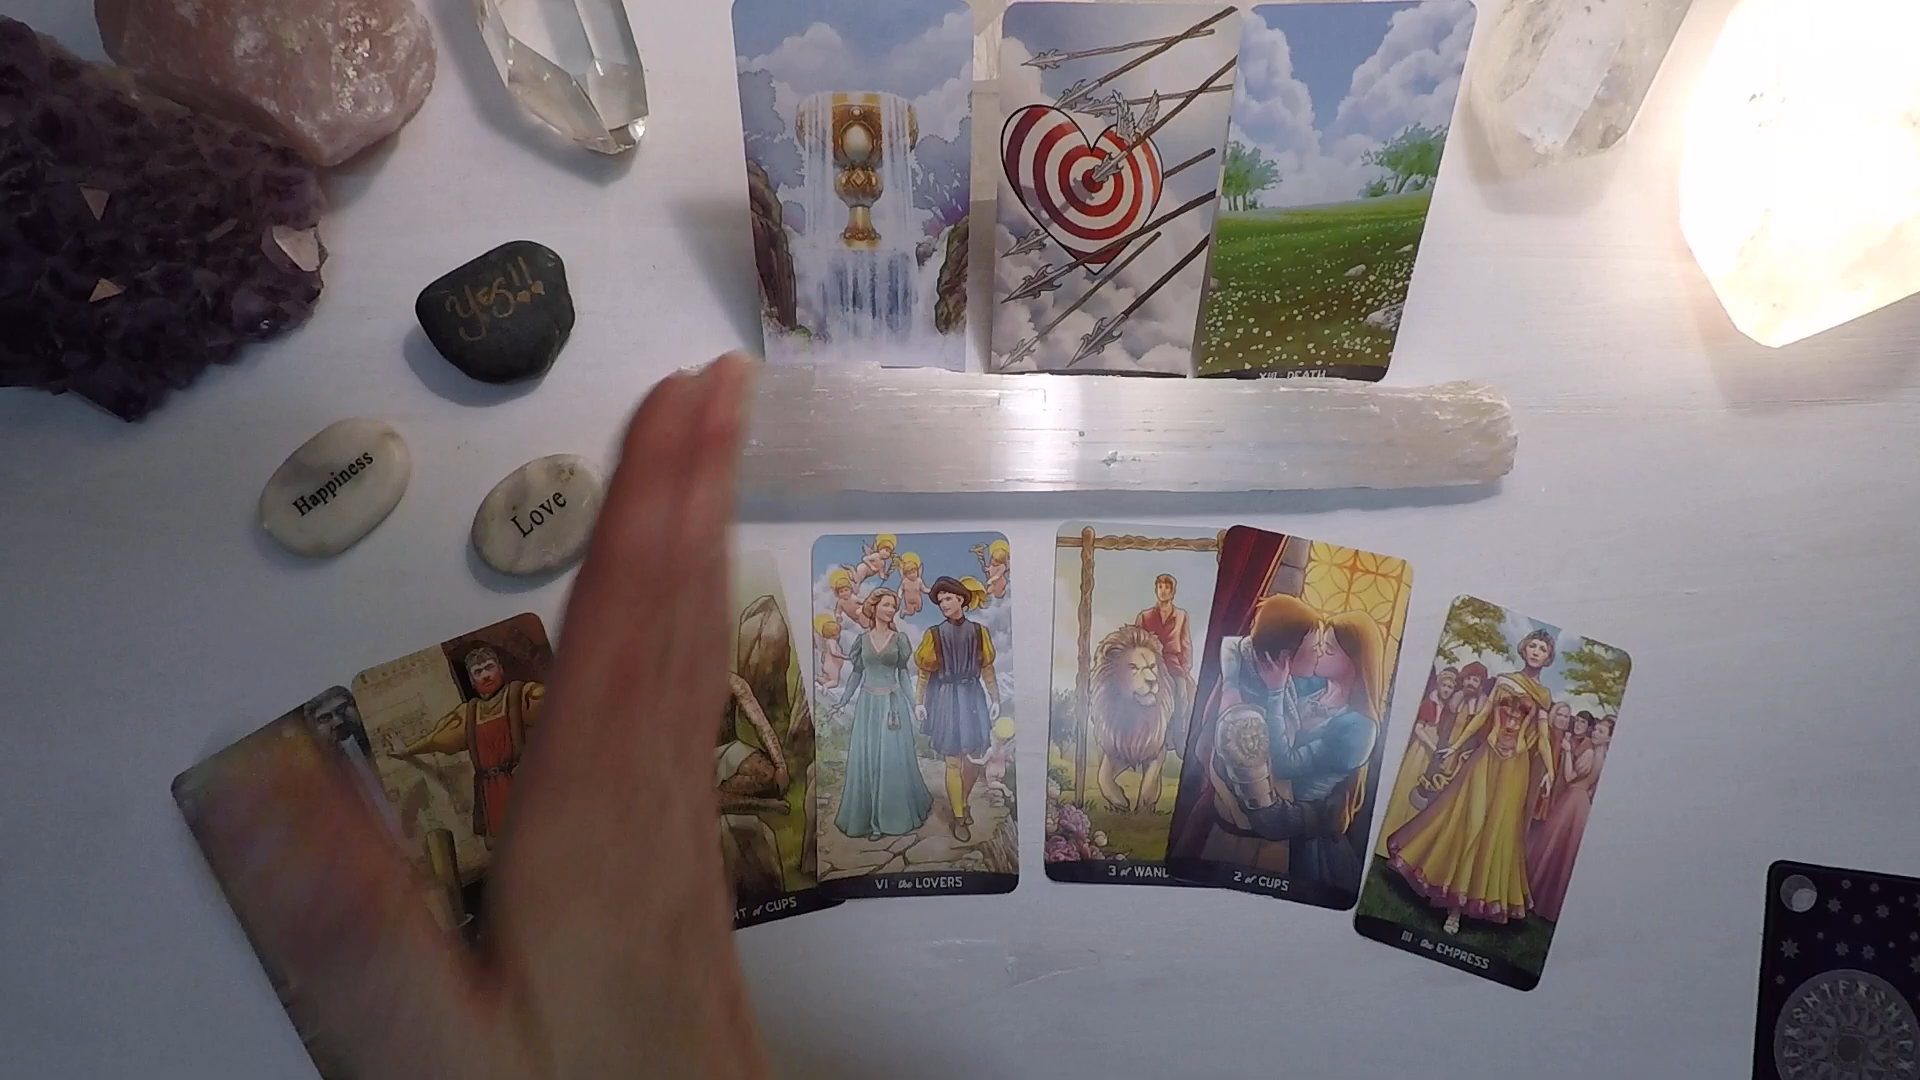 XIII · DEATH
YES!!
Happiness
Love
VI · the LOVERS
3 of WAN
2 of CUPS
of CUPS
III · the EMPRESS